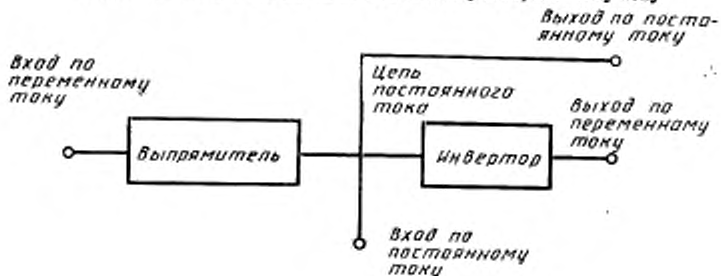 Выход по посто-
янному току
Вход по
переменному
току
Цепь
постоянного
тока
Выход по
переменному
току
Выпрямитель
Инвертор
Вход по
постоянному
току